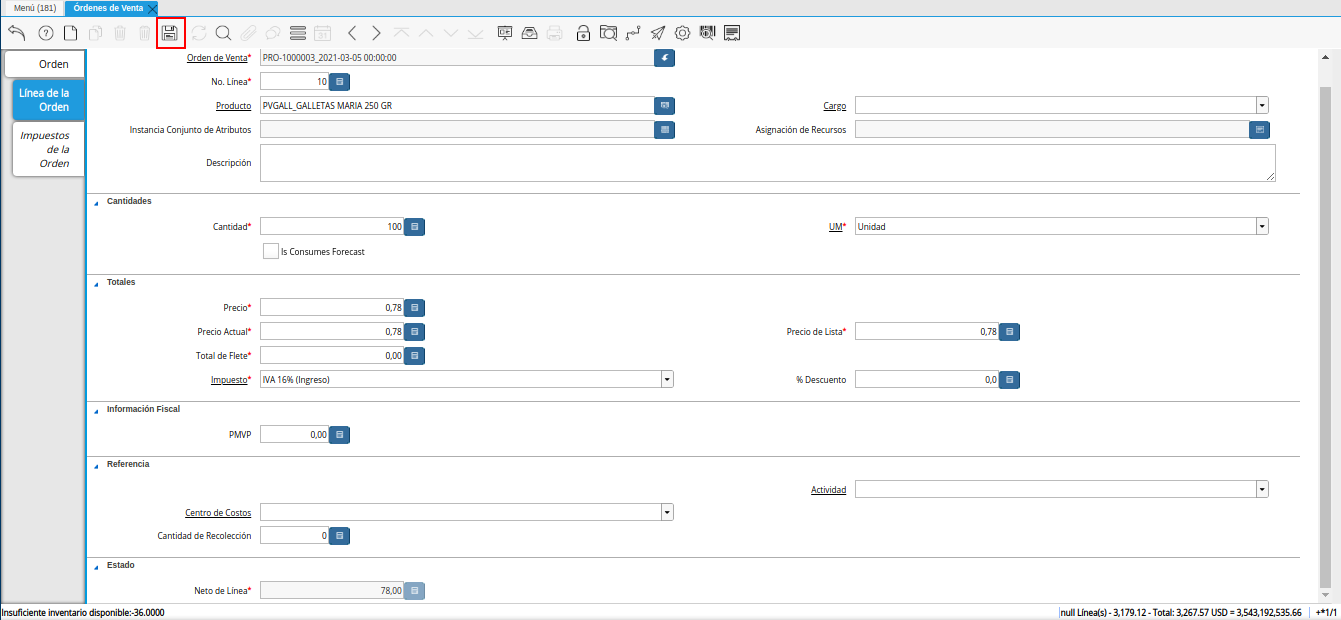 Menú (181)
Órdenes de Venta
Orden
Línea de la
Orden
Impuestos
de la
Orden
Orden de Venta* PRO-1000003_2021-03-05 00:00:00
No. Línea* 10
Producto PVGALL_GALLETAS MARIA 250 GR Cargo
Instancia Conjunto de Atributos Asignación de Recursos
Descripción
Cantidades
Cantidad* 100 UM* Unidad
Is Consumes Forecast
Totales
Precio* 0,78
Precio Actual* 0,78 Precio de Lista* 0,78
Total de Flete* 0,00
Impuesto* IVA 16% (Ingreso) % Descuento 0,0
Información Fiscal
PMVP 0,00
Referencia
Actividad
Centro de Costos
Cantidad de Recolección 0
Estado
Neto de Línea* 78,00
Insuficiente inventario disponible:-36.0000 null Línea(s) - 3,179.12 - Total: 3,267.57 USD = 3,543,192,535.66 +*1/1